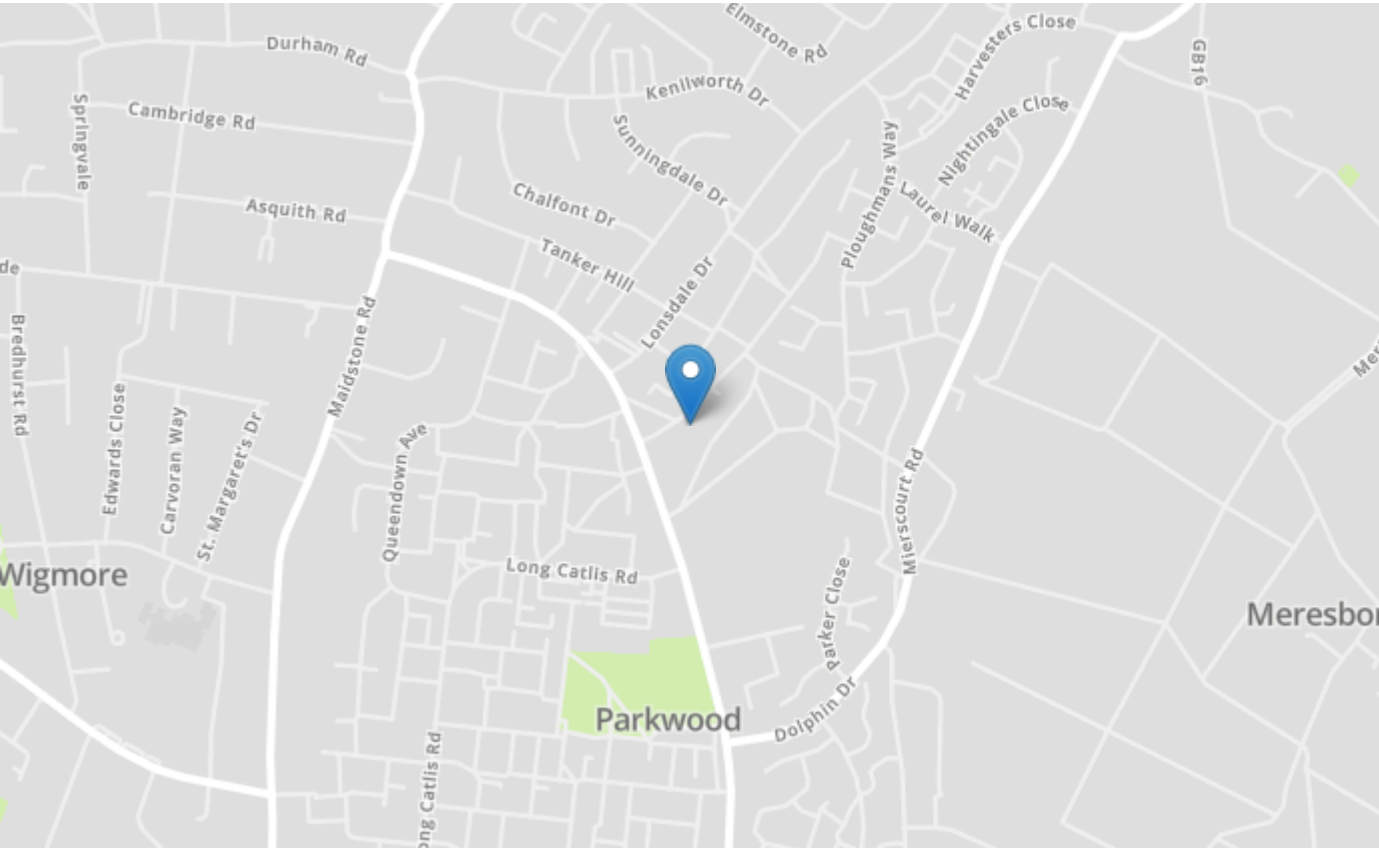 Elmstone Rd
Harvesters Close
Durham Rd
GB16
Kenilworth Dr
Springvale
Cambridge Rd
Nightingale Close
Sunningdale Dr
Ploughmans Way
Chalfont Dr
Laurel Walk
Asquith Rd
Tanker Hill
de
Lonsdale Dr
Maidstone Rd
Bredhurst Rd
Mer
Edwards Close
Carvoran Way
St. Margaret's Dr
Queendown Ave
Mierscourt Rd
Wigmore
Long Catlis Rd
Parker Close
Meresbor
Parkwood
Dolphin Dr
ong Catlis Rd